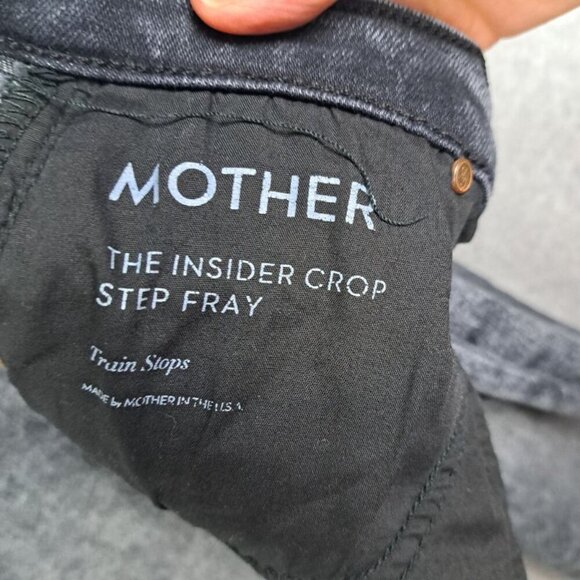 MOTHER
THE INSIDER CROP
STEP FRAY
Train Stops
MADE by MOTHER IN THE U.S.A.